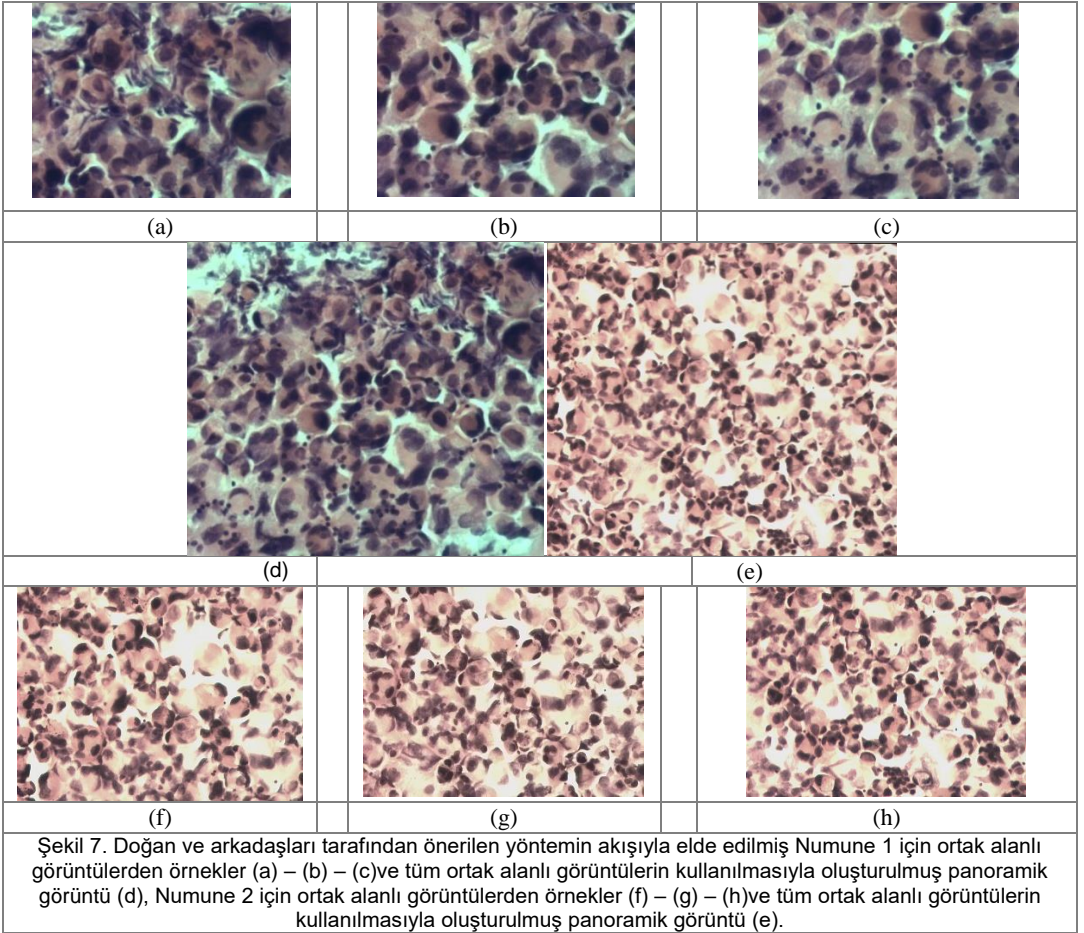 (a) (b) (c)
(d) (e)
(f) (g) (h)
Şekil 7. Doğan ve arkadaşları tarafından önerilen yöntemin akışıyla elde edilmiş Numune 1 için ortak alanlı
görüntülerden örnekler (a) – (b) – (c)ve tüm ortak alanlı görüntülerin kullanılmasıyla oluşturulmuş panoramik
görüntü (d), Numune 2 için ortak alanlı görüntülerden örnekler (f) – (g) – (h)ve tüm ortak alanlı görüntülerin
kullanılmasıyla oluşturulmuş panoramik görüntü (e).